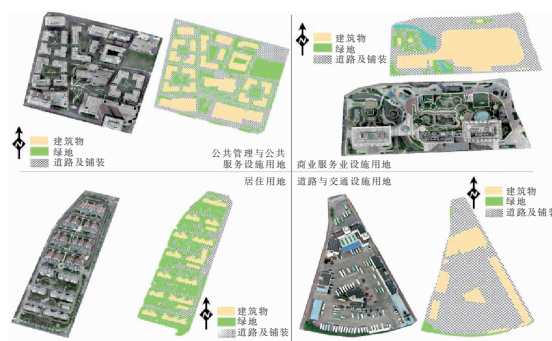 建筑物
绿地
道路及铺装
公共管理与公共
服务设施用地
建筑物
绿地
道路及铺装
商业服务业设施用地
居住用地
建筑物
绿地
道路及铺装
道路与交通设施用地
建筑物
绿地
道路及铺装